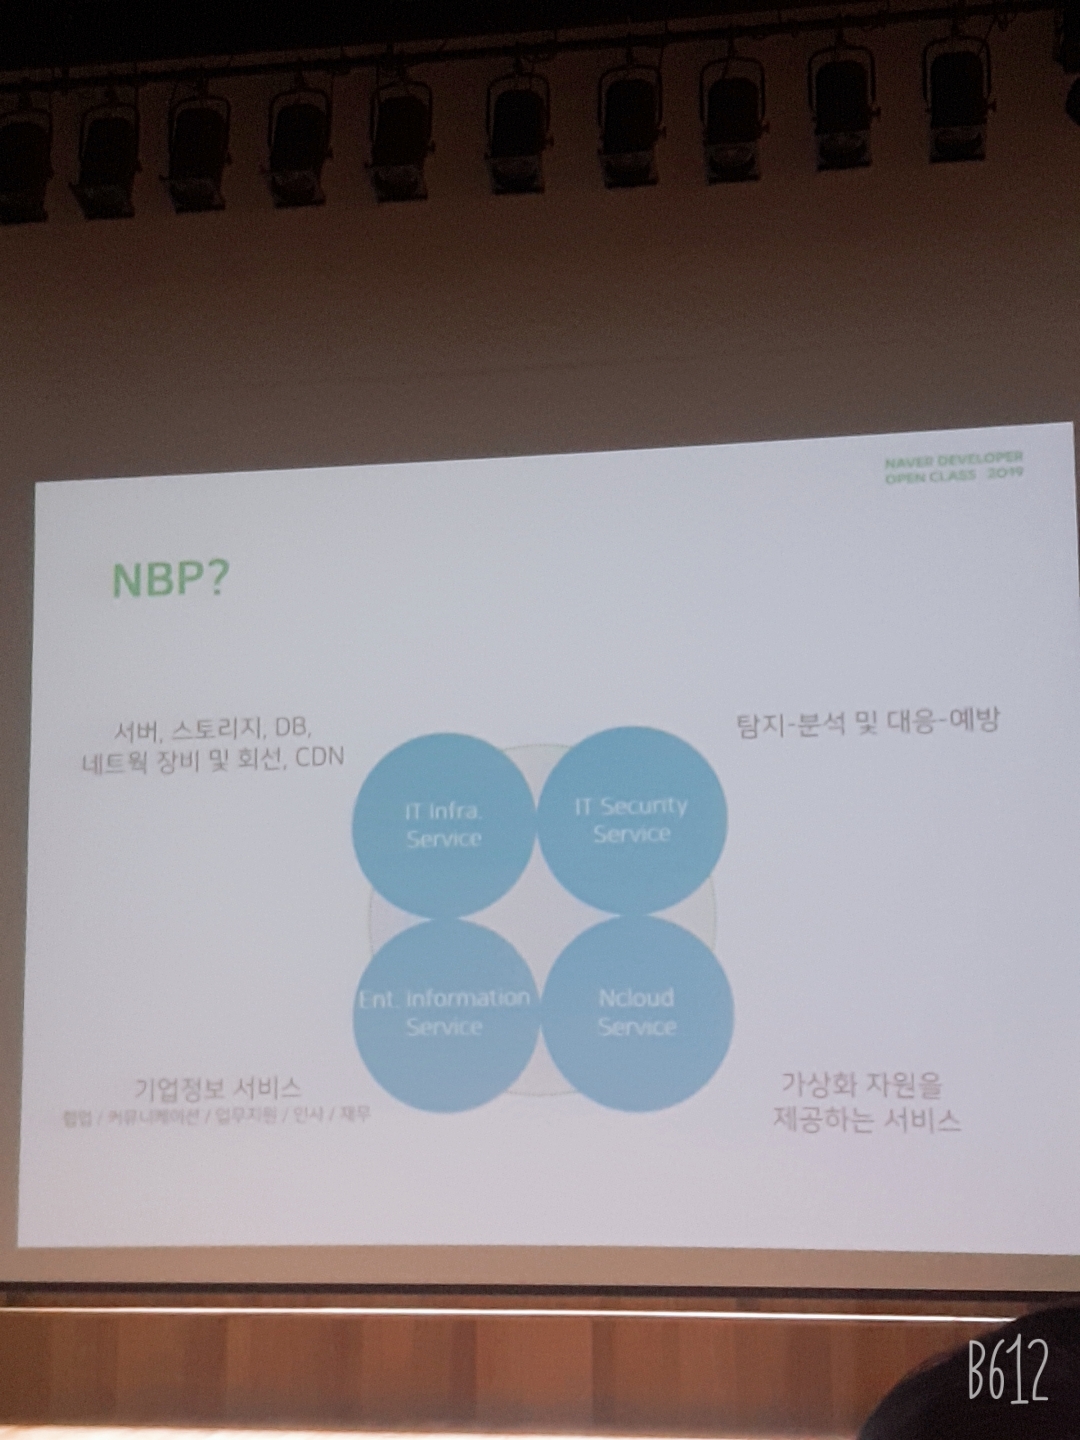 NAVER DEVELOPER
OPEN CLASS 2019
NBP?
서버, 스토리지, DB,
네트웍 장비 및 회선, CDN
탐지-분석 및 대응-예방
IT Infra.
Service
IT Security
Service
Ent. information
Service
Ncloud
Service
기업정보 서비스
협업 / 커뮤니케이션 / 업무지원 / 인사 / 재무
가상화 자원을
제공하는 서비스
B612